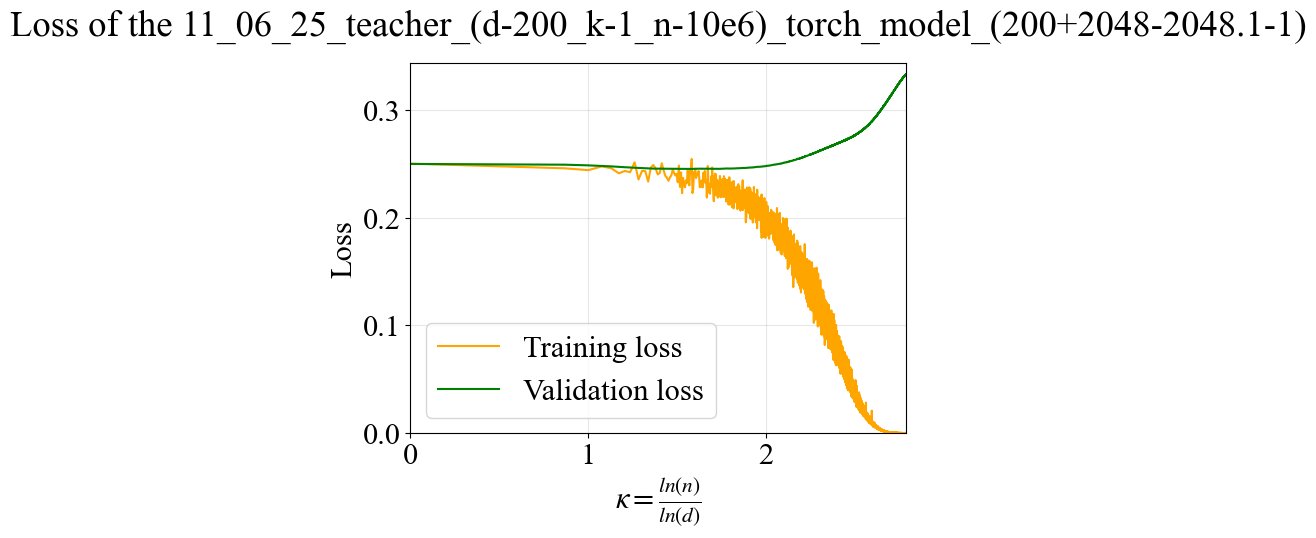 Loss of the 11_06_25_teacher_(d-200_k-1_n-10e6)_torch_model_(200+2048-2048.1-1)
0.3
0.2
0.1
0.0
Loss
Training loss
Validation loss
0 1 2
κ = ln(n) / ln(d)